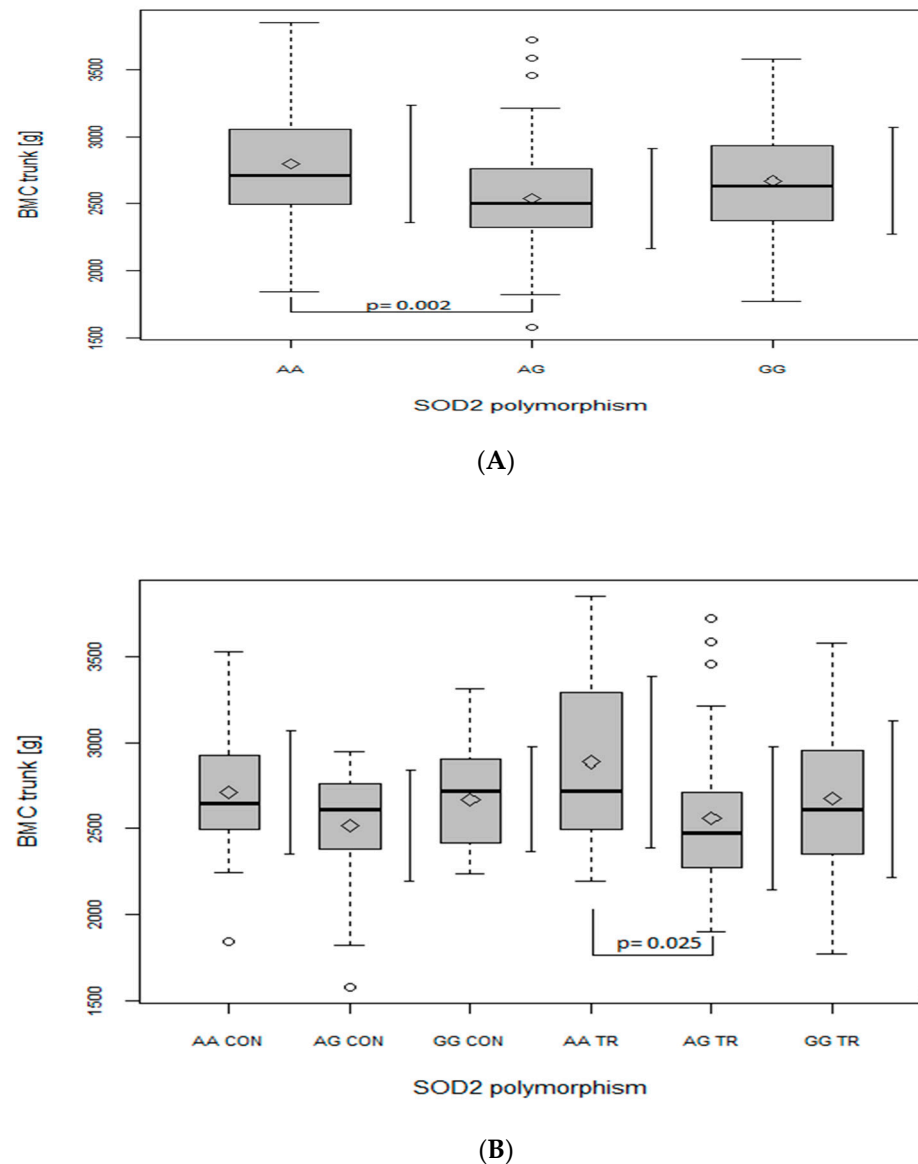 BMC trunk [g]
3500
3000
2500
2000
1500
p= 0.002
AA AG GG
SOD2 polymorphism
(A)
BMC trunk [g]
3500
3000
2500
2000
1500
p= 0.025
AA CON AG CON GG CON AA TR AG TR GG TR
SOD2 polymorphism
(B)